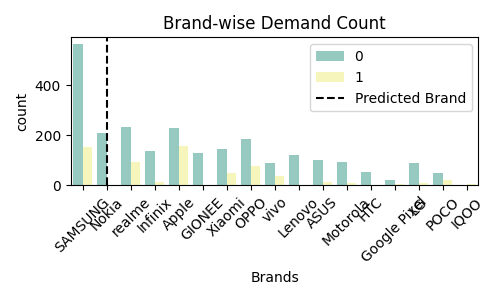 Brand-wise Demand Count
count
400
200
0
0
1
Predicted Brand
SAMSUNG
Nokia
realme
Infinix
Apple
GIONEE
Xiaomi
OPPO
vivo
Lenovo
ASUS
Motorola
HTC
Google Pixel
LG
POCO
IQOO
Brands